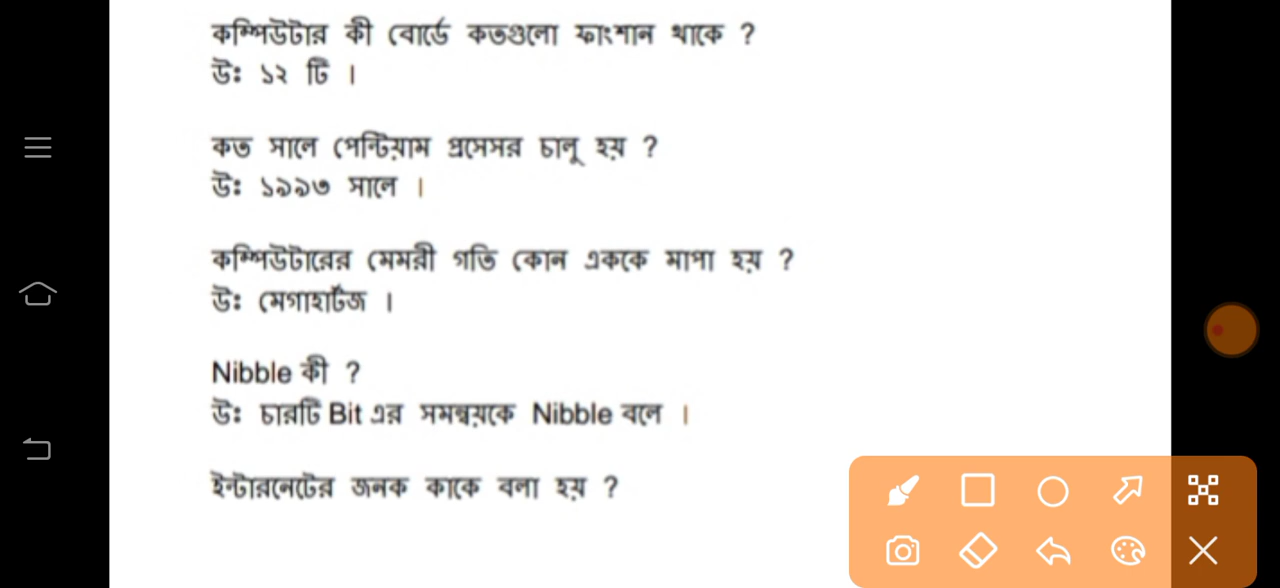 কম্পিউটার কী বোর্ডে কতগুলো ফাংশান থাকে ?
উঃ ১২ টি ।
কত সালে পেন্টিয়াম প্রসেসর চালু হয় ?
উঃ ১৯৯৩ সালে ।
কম্পিউটারের মেমরী গতি কোন এককে মাপা হয় ?
উঃ মেগাহার্টজ ।
Nibble কী ?
উঃ চারটি Bit এর সমন্বয়কে Nibble বলে ।
ইন্টারনেটের জনক কাকে বলা হয় ?